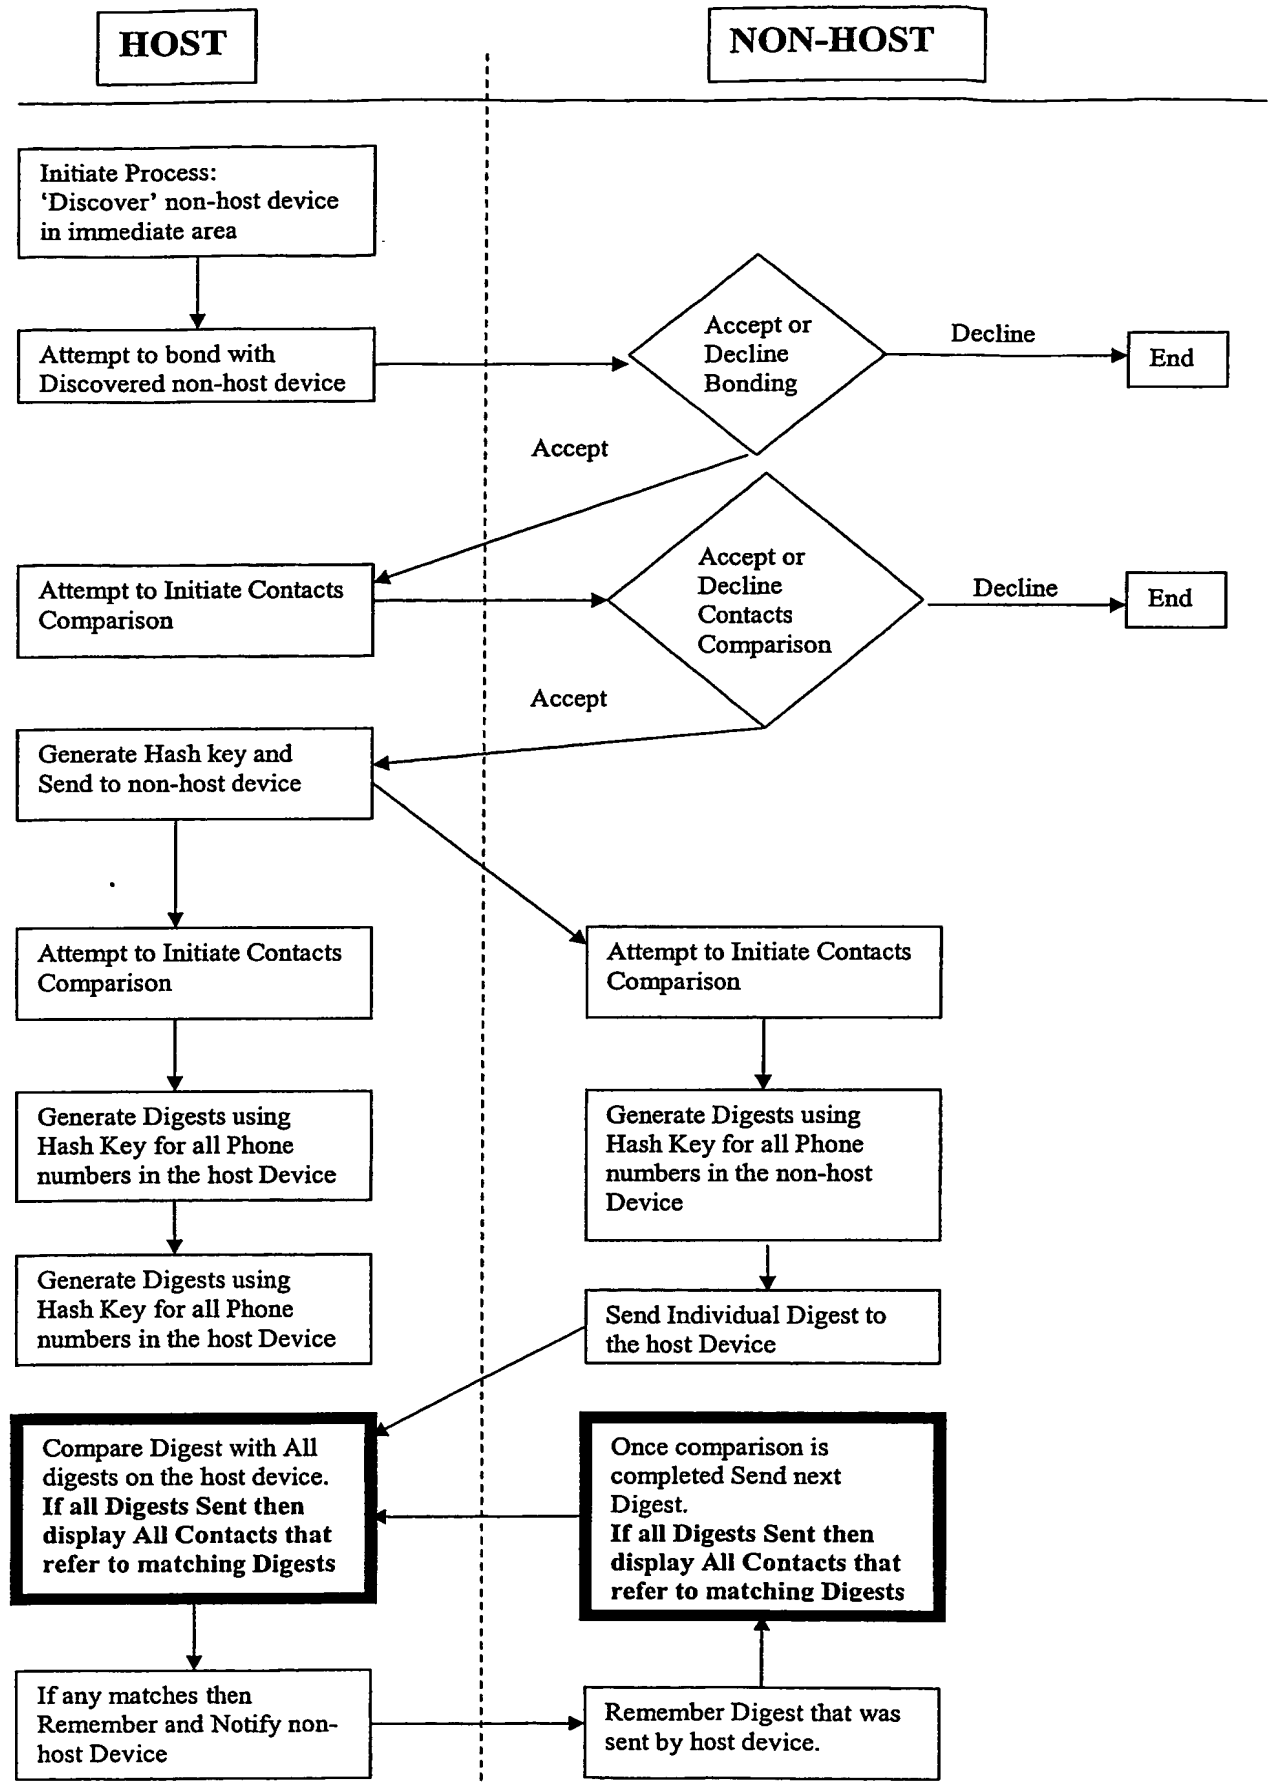 HOST
NON-HOST
Initiate Process:
‘Discover’ non-host device
in immediate area
Attempt to bond with
Discovered non-host device
Accept or
Decline
Bonding
Decline
End
Accept
Attempt to Initiate Contacts
Comparison
Accept or
Decline
Contacts
Comparison
Decline
End
Accept
Generate Hash key and
Send to non-host device
Attempt to Initiate Contacts
Comparison
Attempt to Initiate Contacts
Comparison
Generate Digests using
Hash Key for all Phone
numbers in the host Device
Generate Digests using
Hash Key for all Phone
numbers in the non-host
Device
Generate Digests using
Hash Key for all Phone
numbers in the host Device
Send Individual Digest to
the host Device
Compare Digest with All
digests on the host device.
If all Digests Sent then
display All Contacts that
refer to matching Digests
Once comparison is
completed Send next
Digest.
If all Digests Sent then
display All Contacts that
refer to matching Digests
If any matches then
Remember and Notify non-
host Device
Remember Digest that was
sent by host device.